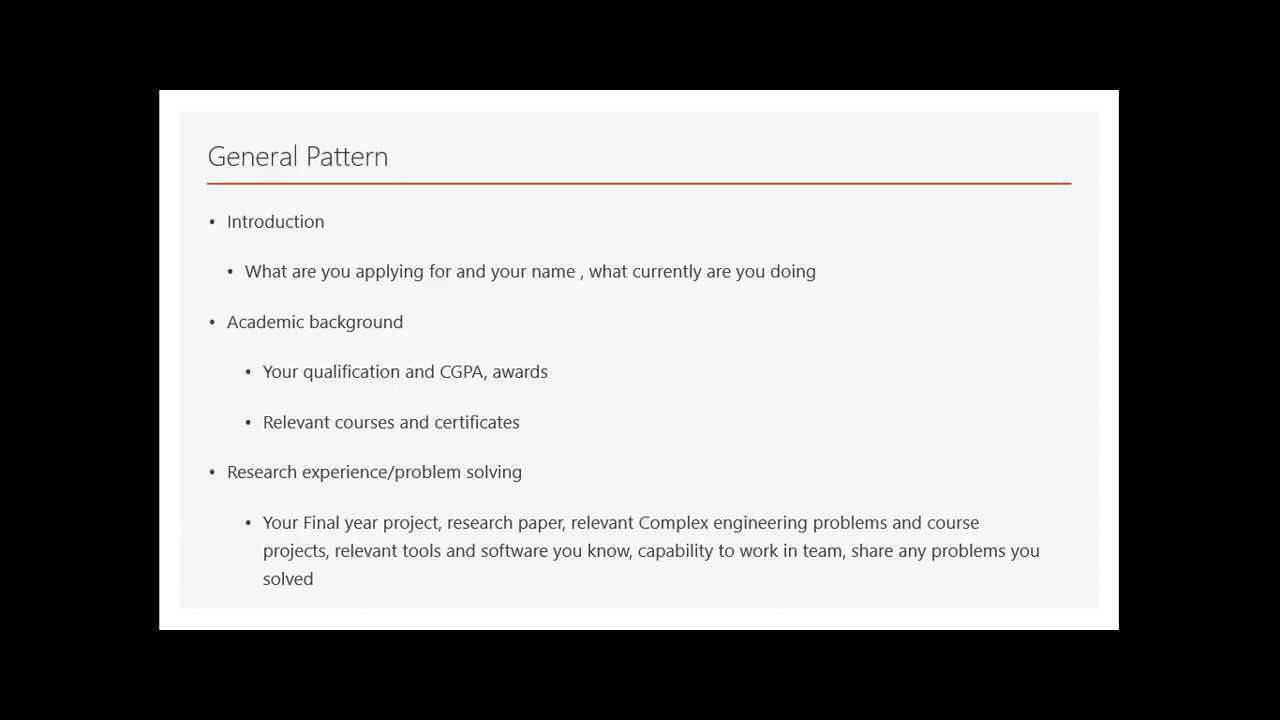 General Pattern
• Introduction
• What are you applying for and your name , what currently are you doing
• Academic background
• Your qualification and CGPA, awards
• Relevant courses and certificates
• Research experience/problem solving
• Your Final year project, research paper, relevant Complex engineering problems and course
projects, relevant tools and software you know, capability to work in team, share any problems you
solved